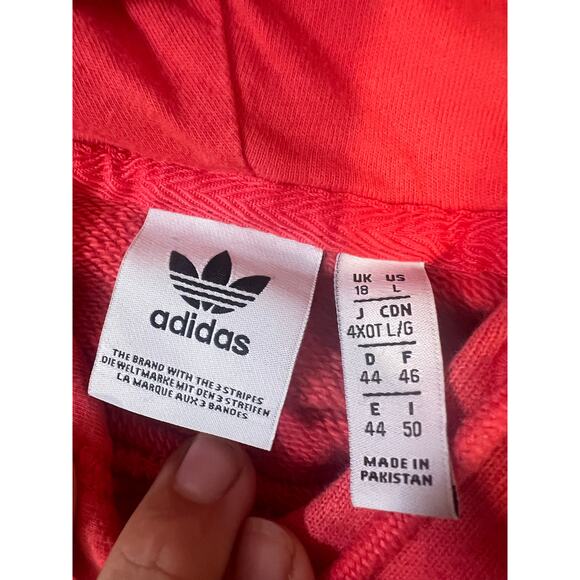 adidas
THE BRAND WITH THE 3 STRIPES
DIE WELTMARKE MIT DEN 3 STREIFEN
LA MARQUE AUX 3 BANDES
UK US
18 L
J CDN
4XOT L/G
D F
44 46
E I
44 50
MADE IN
PAKISTAN